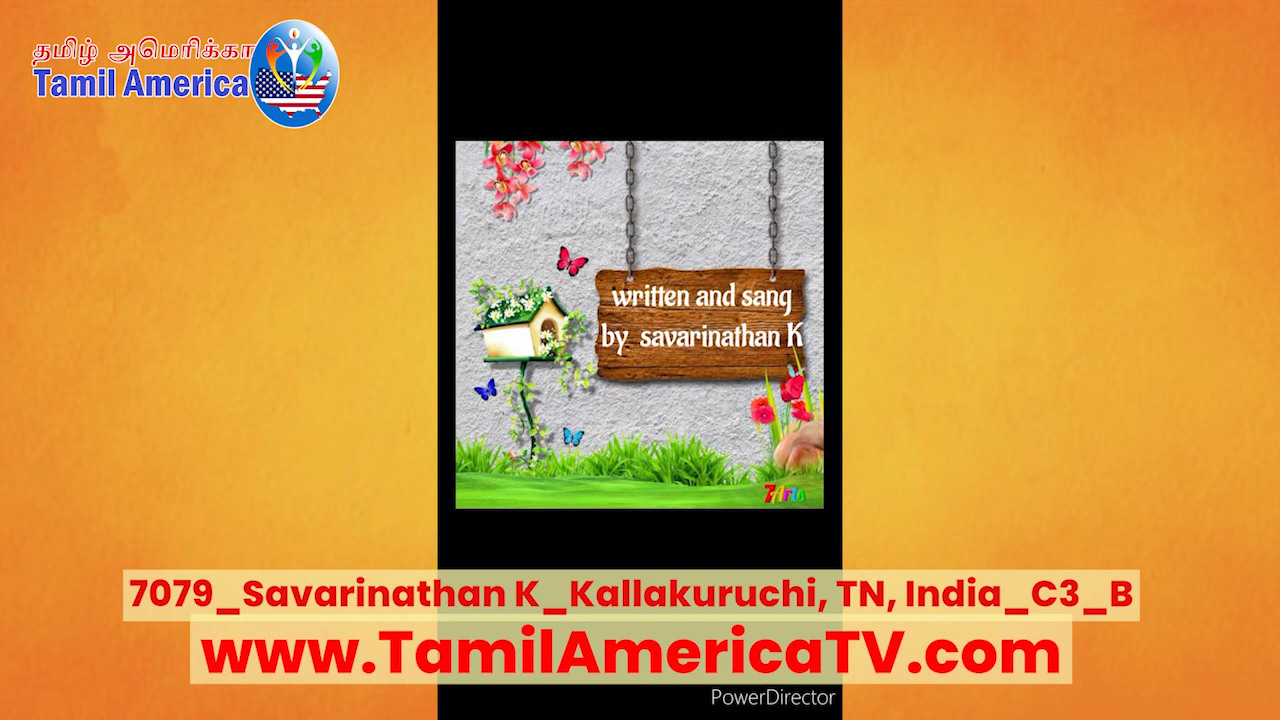 தமிழ் அமெரிக்கா
Tamil America
written and sang
by savarinathan K
7Arts
7079_Savarinathan K_Kallakuruchi, TN, India_C3_B
www.TamilAmericaTV.com
PowerDirector